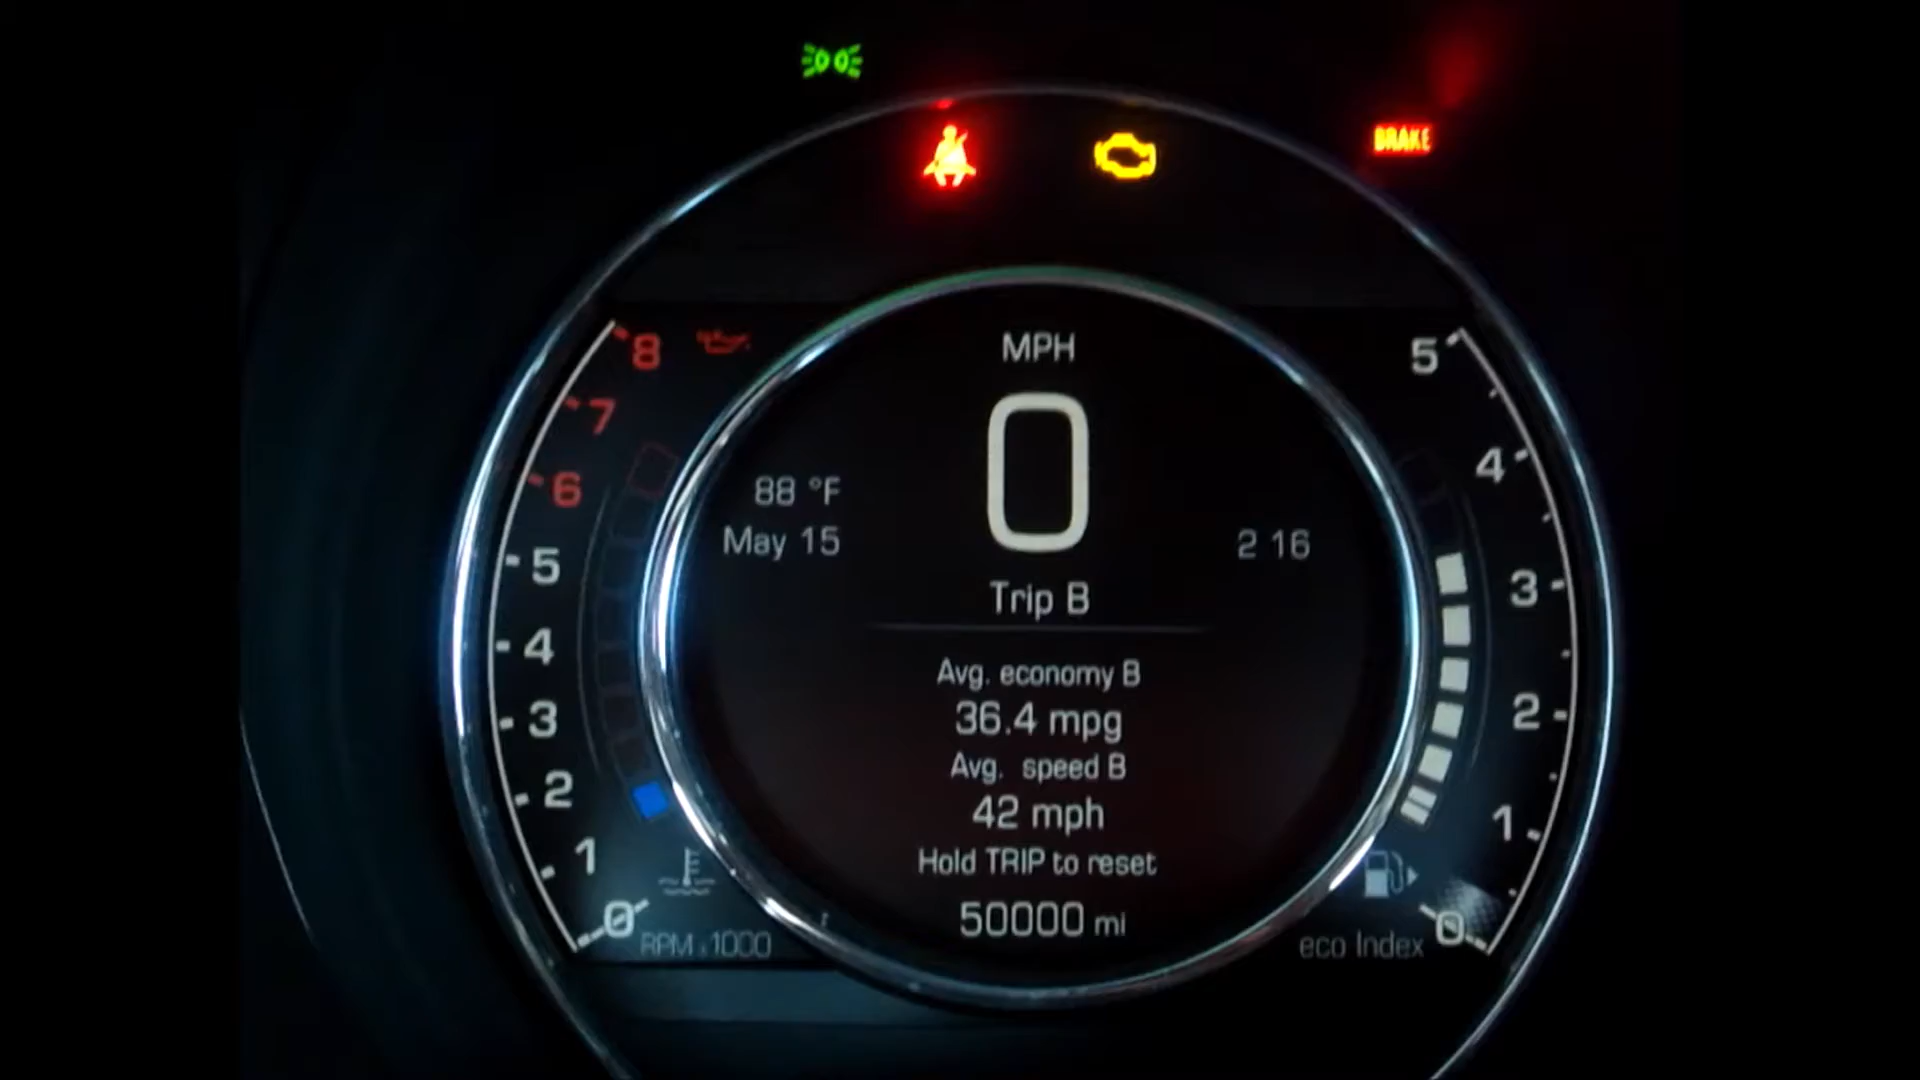 BRAKE
8
7
6
5
4
3
2
1
0
RPM x1000
MPH
0
88 °F
May 15
2 16
Trip B
Avg. economy B
36.4 mpg
Avg. speed B
42 mph
Hold TRIP to reset
50000 mi
5
4
3
2
1
0
eco Index